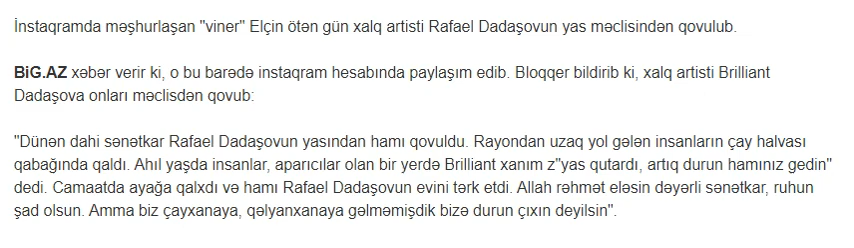 İnstaqramda məşhurlaşan "viner" Elçin ötən gün xalq artisti Rafael Dadaşovun yas məclisindən qovulub.
BiG.AZ xəbər verir ki, o bu barədə instaqram hesabında paylaşım edib. Bloqqer bildirib ki, xalq artisti Brilliant
Dadaşova onları məclisdən qovub:
"Dünən dahi sənətkar Rafael Dadaşovun yasından hamı qovuldu. Rayondan uzaq yol gələn insanların çay halvası
qabağında qaldı. Ahıl yaşda insanlar, aparıcılar olan bir yerdə Brilliant xanim z"yas qutardı, artıq durun hamınız gedin"
dedi. Camaatda ayağa qalxdı və hamı Rafael Dadaşovun evini tərk etdi. Allah rəhmət eləsin dəyərli sənətkar, ruhun
şad olsun. Amma biz çayxanaya, qəlyanxanaya gəlməmişdik bizə durun çıxın deyilsin".